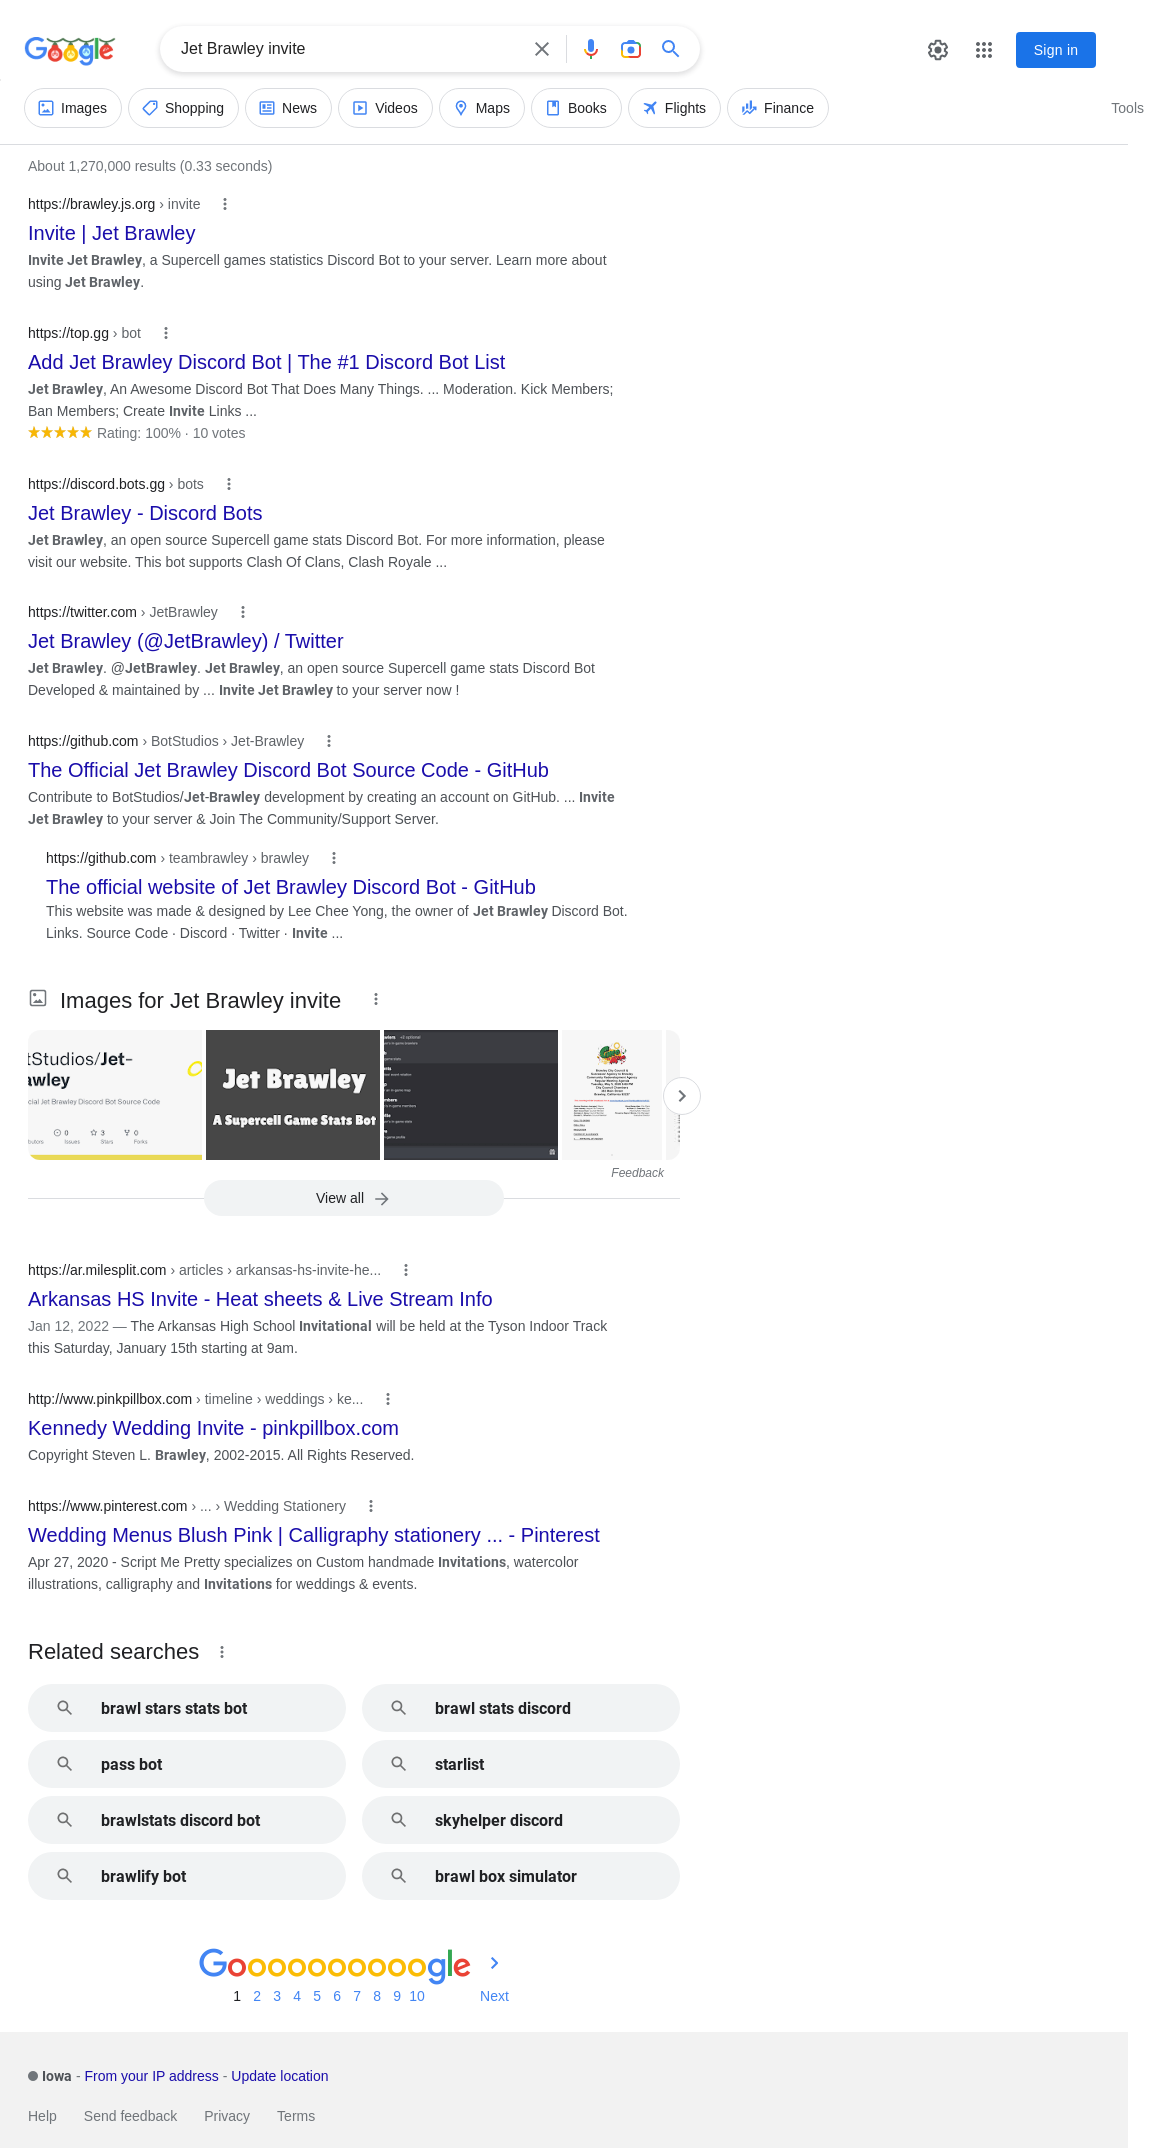 Google
Jet Brawley invite
Sign in
Images
Shopping
News
Videos
Maps
Books
Flights
Finance
Tools
About 1,270,000 results (0.33 seconds)
https://brawley.js.org › invite
Invite | Jet Brawley
Invite Jet Brawley, a Supercell games statistics Discord Bot to your server. Learn more about
using Jet Brawley.
https://top.gg › bot
Add Jet Brawley Discord Bot | The #1 Discord Bot List
Jet Brawley, An Awesome Discord Bot That Does Many Things. ... Moderation. Kick Members;
Ban Members; Create Invite Links ...
Rating: 100% · 10 votes
https://discord.bots.gg › bots
Jet Brawley - Discord Bots
Jet Brawley, an open source Supercell game stats Discord Bot. For more information, please
visit our website. This bot supports Clash Of Clans, Clash Royale ...
https://twitter.com › JetBrawley
Jet Brawley (@JetBrawley) / Twitter
Jet Brawley. @JetBrawley. Jet Brawley, an open source Supercell game stats Discord Bot
Developed & maintained by ... Invite Jet Brawley to your server now !
https://github.com › BotStudios › Jet-Brawley
The Official Jet Brawley Discord Bot Source Code - GitHub
Contribute to BotStudios/Jet-Brawley development by creating an account on GitHub. ... Invite
Jet Brawley to your server & Join The Community/Support Server.
https://github.com › teambrawley › brawley
The official website of Jet Brawley Discord Bot - GitHub
This website was made & designed by Lee Chee Yong, the owner of Jet Brawley Discord Bot.
Links. Source Code · Discord · Twitter · Invite ...
Images for Jet Brawley invite
tStudios/Jet-
awley
cial Jet Brawley Discord Bot Source Code
0 3 0
Issues Stars Forks
Jet Brawley
A Supercell Game Stats Bot
Feedback
View all
https://ar.milesplit.com › articles › arkansas-hs-invite-he...
Arkansas HS Invite - Heat sheets & Live Stream Info
Jan 12, 2022 — The Arkansas High School Invitational will be held at the Tyson Indoor Track
this Saturday, January 15th starting at 9am.
http://www.pinkpillbox.com › timeline › weddings › ke...
Kennedy Wedding Invite - pinkpillbox.com
Copyright Steven L. Brawley, 2002-2015. All Rights Reserved.
https://www.pinterest.com › ... › Wedding Stationery
Wedding Menus Blush Pink | Calligraphy stationery ... - Pinterest
Apr 27, 2020 - Script Me Pretty specializes on Custom handmade Invitations, watercolor
illustrations, calligraphy and Invitations for weddings & events.
Related searches
brawl stars stats bot
brawl stats discord
pass bot
starlist
brawlstats discord bot
skyhelper discord
brawlify bot
brawl box simulator
Goooooooooogle
1 2 3 4 5 6 7 8 9 10 Next
Iowa - From your IP address - Update location
Help Send feedback Privacy Terms